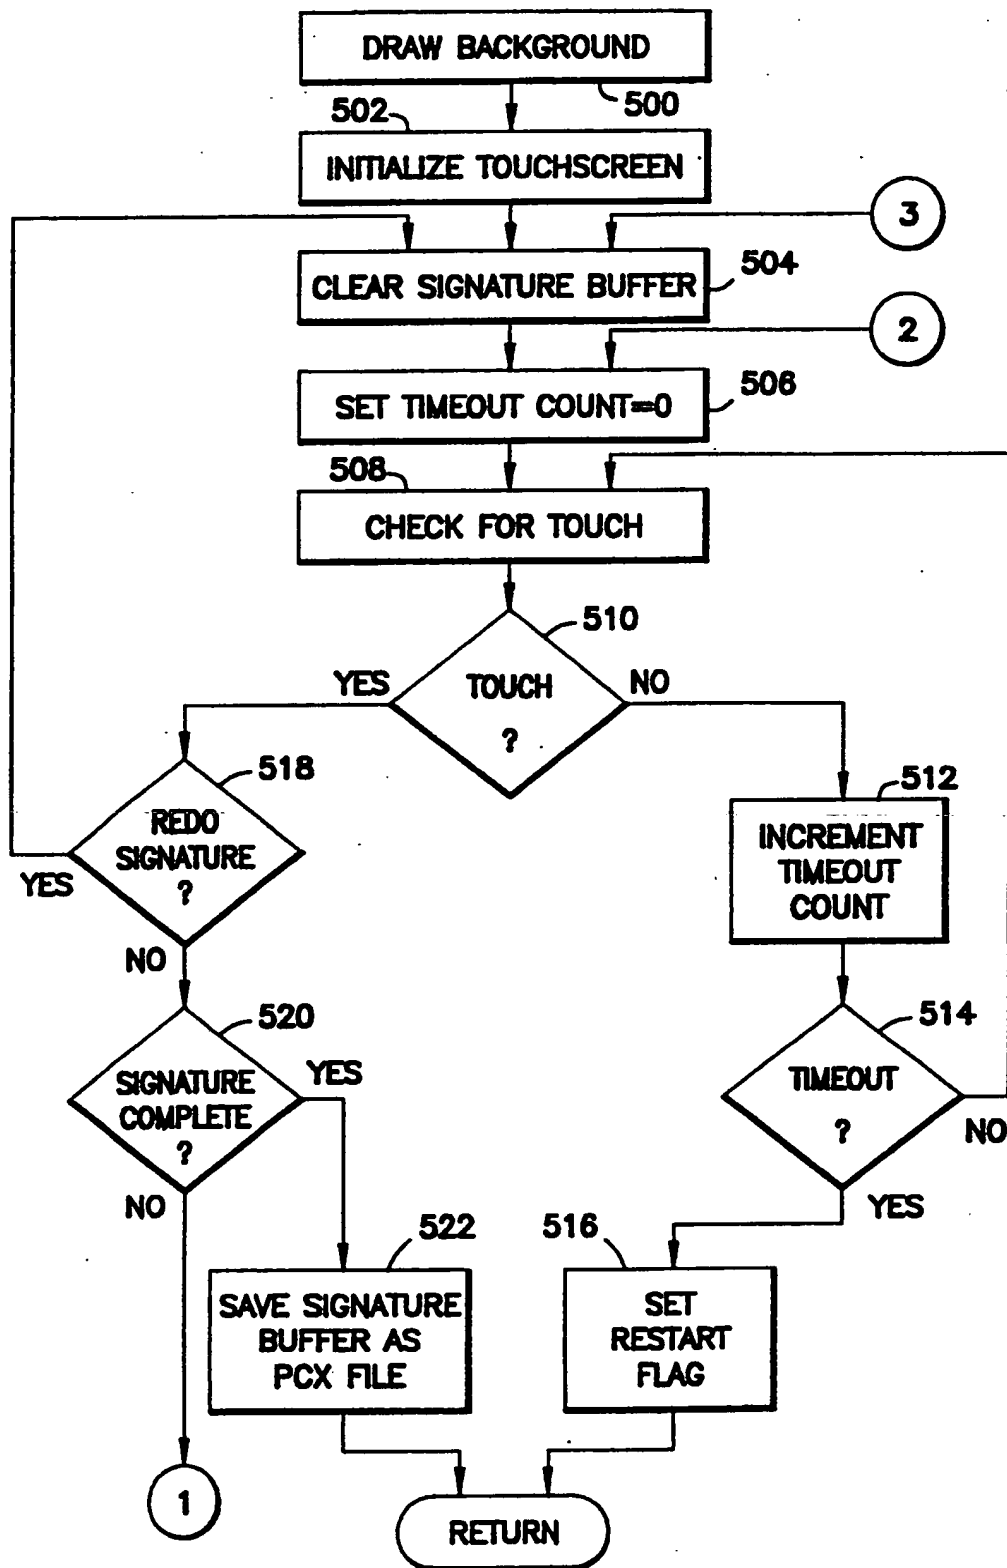 DRAW BACKGROUND
500
502
INITIALIZE TOUCHSCREEN
3
CLEAR SIGNATURE BUFFER
504
2
SET TIMEOUT COUNT=0
506
508
CHECK FOR TOUCH
510
YES
TOUCH
?
NO
518
REDO
SIGNATURE
?
YES
NO
512
INCREMENT
TIMEOUT
COUNT
520
SIGNATURE
COMPLETE
?
YES
NO
514
TIMEOUT
?
NO
YES
522
SAVE SIGNATURE
BUFFER AS
PCX FILE
516
SET
RESTART
FLAG
1
RETURN